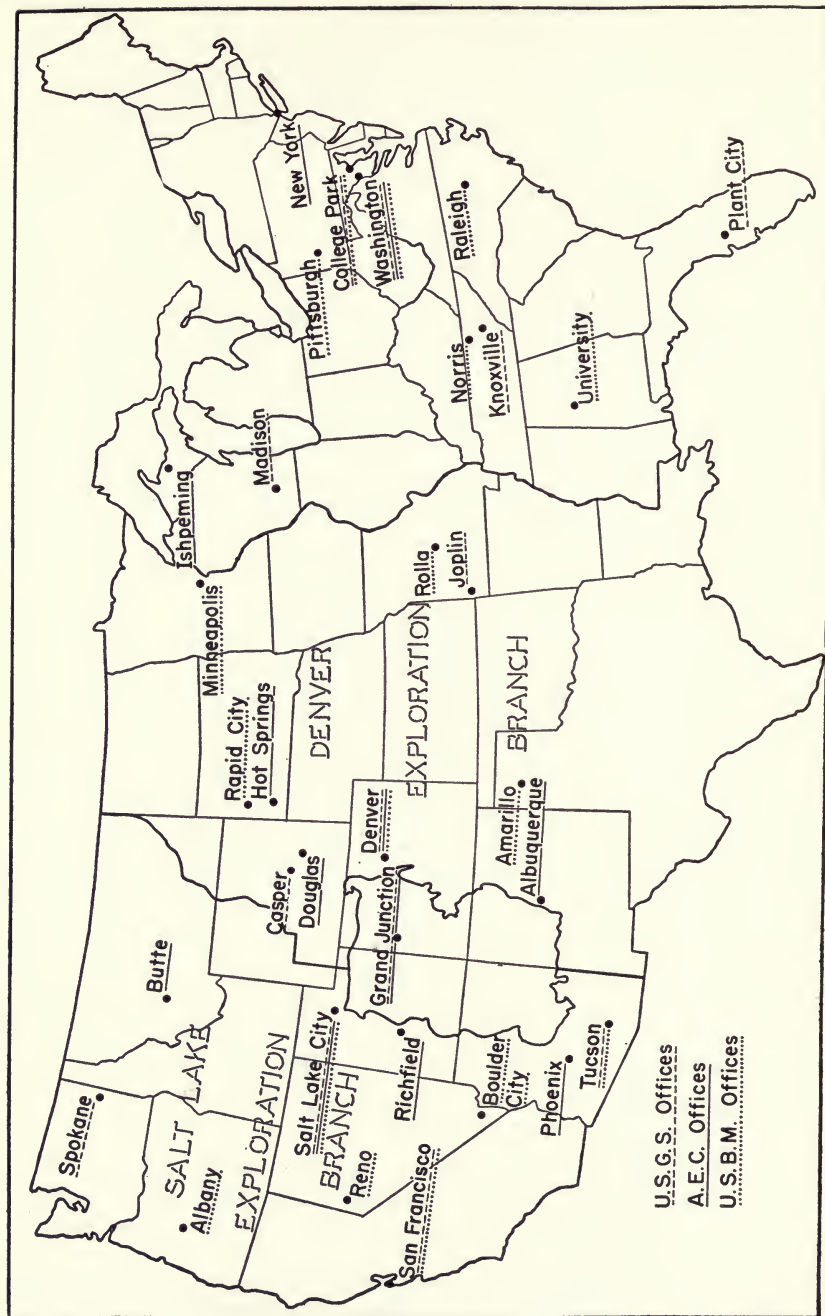 Spokane
Butte
SALT LAKE
Albany
EXPLORATION
BRANCH
Salt Lake City
Reno
Richfield
San Francisco
Boulder
City
Phoenix
Tucson
Casper
Douglas
Grand Junction
Denver
Rapid City
Hot Springs
Minneapolis
DENVER
EXPLORATION
BRANCH
Amarillo
Albuquerque
Ishpeming
Madison
Rolla
Joplin
New York
Pittsburgh
College Park
Washington
Norris
Knoxville
Raleigh
University
Plant City
U.S.G.S. Offices
A.E.C. Offices
U.S.B.M. Offices